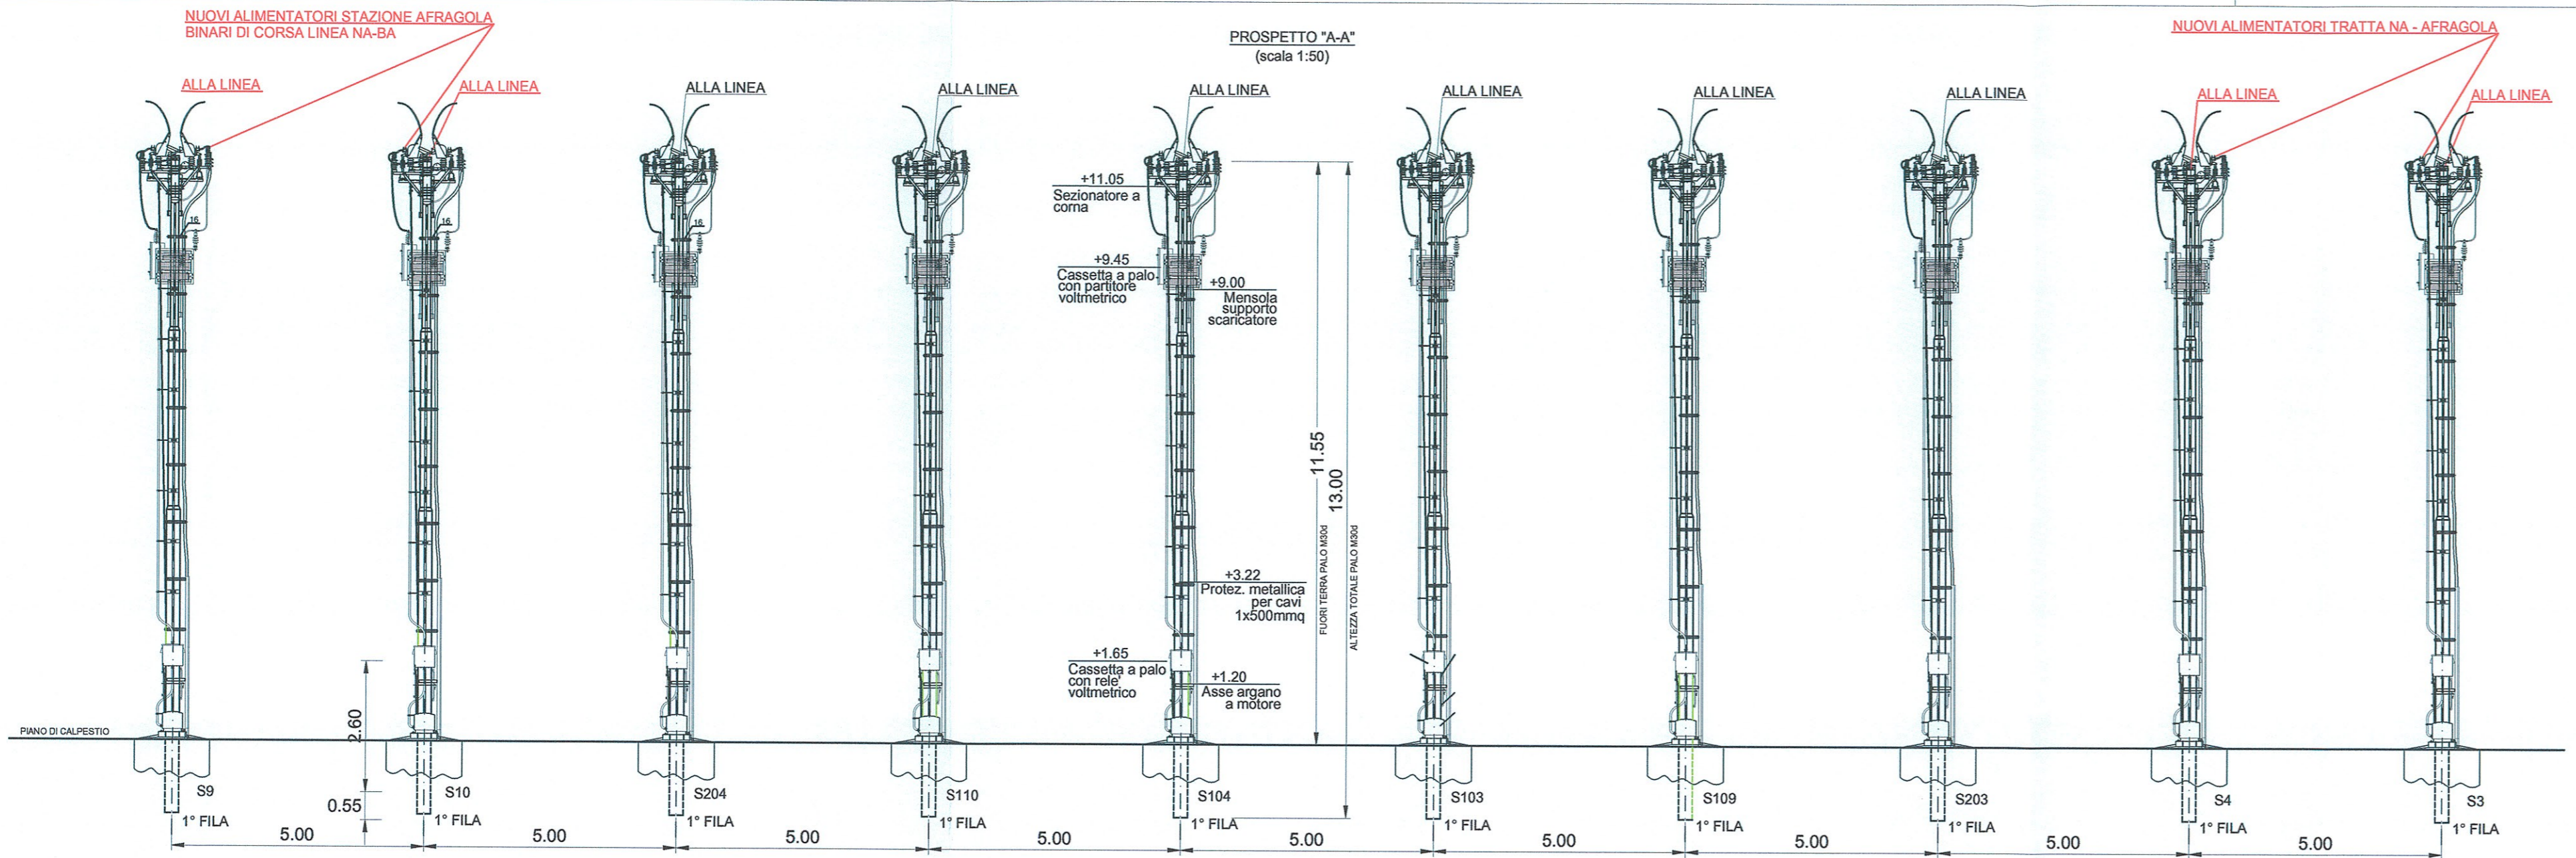 NUOVI ALIMENTATORI STAZIONE AFRAGOLA
BINARI DI CORSA LINEA NA-BA
PROSPETTO "A-A"
(scala 1:50)
NUOVI ALIMENTATORI TRATTA NA - AFRAGOLA
ALLA LINEA
ALLA LINEA
ALLA LINEA
ALLA LINEA
ALLA LINEA
ALLA LINEA
ALLA LINEA
ALLA LINEA
ALLA LINEA
ALLA LINEA
16
16
16
+11.05
Sezionatore a
corna
+9.45
Cassetta a palo
con partitore
voltmetrico
+9.00
Mensola
supporto
scaricatore
11.55
FUORI TERRA PALO M30d
13.00
ALTEZZA TOTALE PALO M30d
+3.22
Protez. metallica
per cavi
1x500mmq
+1.65
Cassetta a palo
con rele'
voltmetrico
+1.20
Asse argano
a motore
PIANO DI CALPESTIO
2.60
0.55
S9
S10
S204
S110
S104
S103
S109
S203
S4
S3
1° FILA
1° FILA
1° FILA
1° FILA
1° FILA
1° FILA
1° FILA
1° FILA
1° FILA
1° FILA
5.00
5.00
5.00
5.00
5.00
5.00
5.00
5.00
5.00